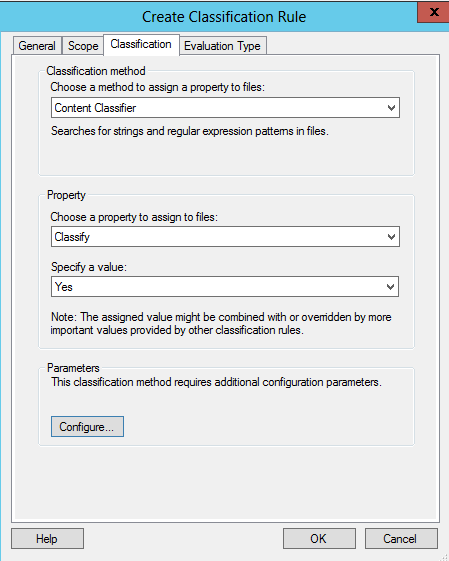 Create Classification Rule
x
General Scope Classification Evaluation Type
Classification method
Choose a method to assign a property to files:
Content Classifier
Searches for strings and regular expression patterns in files.
Property
Choose a property to assign to files:
Classify
Specify a value:
Yes
Note: The assigned value might be combined with or overridden by more
important values provided by other classification rules.
Parameters
This classification method requires additional configuration parameters.
Configure...
Help OK Cancel